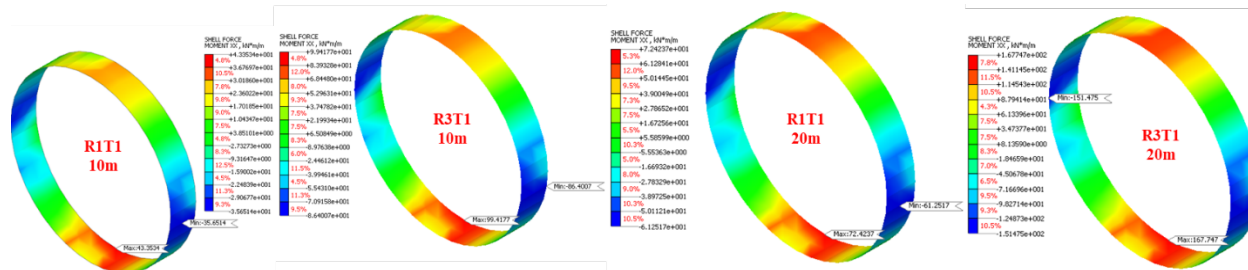 R1T1
10m
Min:-35.6514
Max:43.3534
SHELL FORCE
MOMENT XX , kN*m/m
+4.33534e+001
4.8%
+3.67697e+001
10.5%
+3.01860e+001
7.8%
+2.36022e+001
9.8%
+1.70185e+001
9.0%
+1.04347e+001
7.5%
+3.85101e+000
4.8%
-2.73273e+000
8.3%
-9.31647e+000
12.5%
-1.59002e+001
4.5%
-2.24839e+001
11.3%
-2.90677e+001
9.3%
-3.56514e+001
SHELL FORCE
MOMENT XX , kN*m/m
+9.94177e+001
4.8%
+8.39328e+001
12.0%
+6.84480e+001
8.0%
+5.29631e+001
9.3%
+3.74782e+001
7.5%
+2.19934e+001
7.5%
+6.50849e+000
8.3%
-8.97638e+000
6.0%
-2.44612e+001
11.5%
-3.99461e+001
4.5%
-5.54310e+001
11.3%
-7.09158e+001
9.5%
-8.64007e+001
R3T1
10m
Min:-86.4007
Max:99.4177
SHELL FORCE
MOMENT XX , kN*m/m
+7.24237e+001
5.3%
+6.12841e+001
12.0%
+5.01445e+001
9.5%
+3.90049e+001
7.3%
+2.78652e+001
7.5%
+1.67256e+001
5.5%
+5.58599e+000
10.3%
-5.55363e+000
5.0%
-1.66932e+001
8.0%
-2.78329e+001
9.0%
-3.89725e+001
10.3%
-5.01121e+001
10.5%
-6.12517e+001
R1T1
20m
Min:-61.2517
Max:72.4237
SHELL FORCE
MOMENT XX , kN*m/m
+1.67747e+002
7.8%
+1.41145e+002
11.5%
+1.14543e+002
10.5%
+8.79414e+001
4.3%
+6.13396e+001
7.5%
+3.47377e+001
8.3%
+8.13590e+000
7.0%
-1.84659e+001
6.5%
-4.50678e+001
9.5%
-7.16696e+001
9.3%
-9.82714e+001
7.5%
-1.24873e+002
10.5%
-1.51475e+002
Min:-151.475
R3T1
20m
Max:167.747